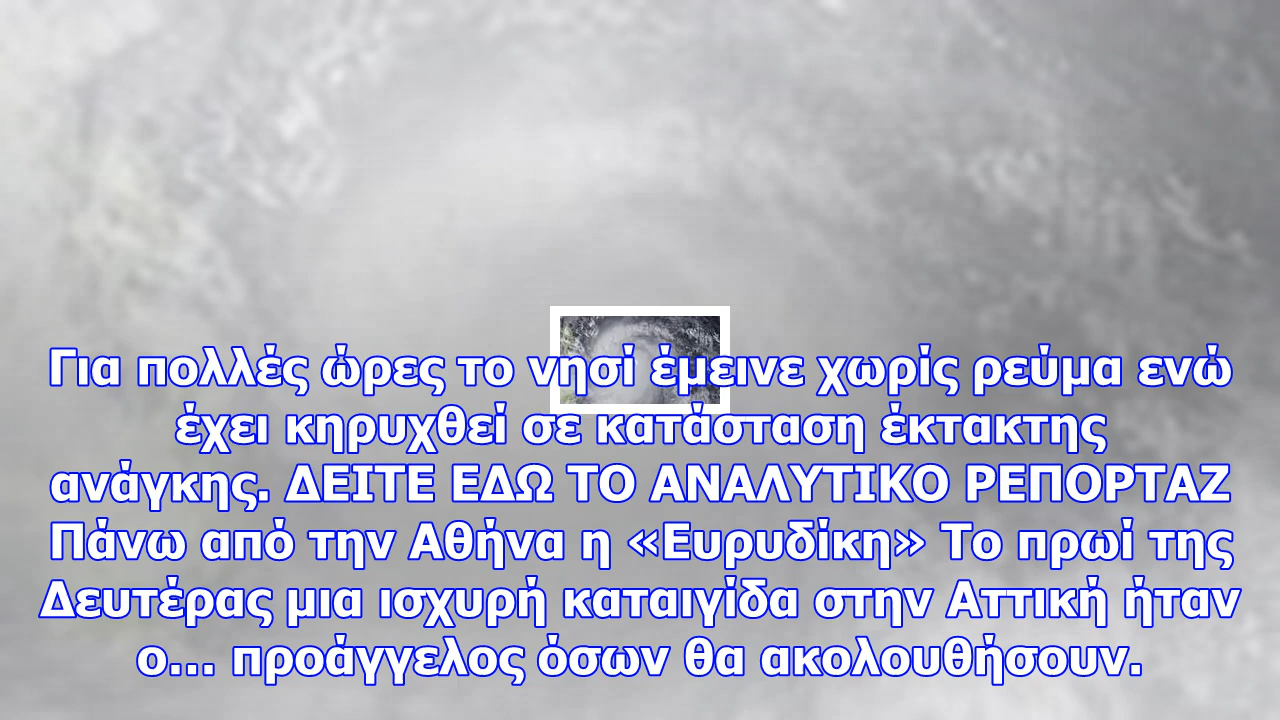 Για πολλές ώρες το νησί έμεινε χωρίς ρεύμα ενώ
έχει κηρυχθεί σε κατάσταση έκτακτης
ανάγκης. ΔΕΙΤΕ ΕΔΩ ΤΟ ΑΝΑΛΥΤΙΚΟ ΡΕΠΟΡΤΑΖ
Πάνω από την Αθήνα η «Ευρυδίκη» Το πρωί της
Δευτέρας μια ισχυρή καταιγίδα στην Αττική ήταν
ο... προάγγελος όσων θα ακολουθήσουν.